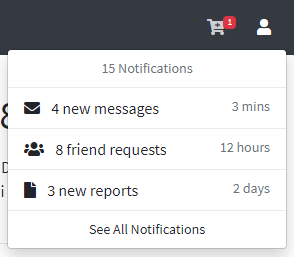 1
15 Notifications
4 new messages 3 mins
8 friend requests 12 hours
3 new reports 2 days
See All Notifications